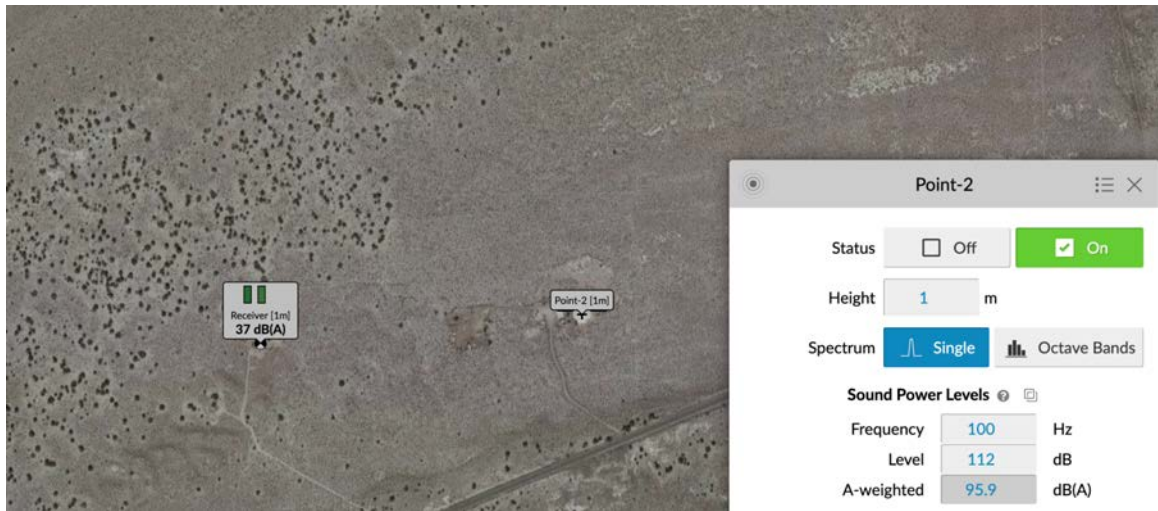 Receiver [1m]
37 dB(A)
Point-2 [1m]
Point-2
Status Off On
Height 1 m
Spectrum Single Octave Bands
Sound Power Levels
Frequency 100 Hz
Level 112 dB
A-weighted 95.9 dB(A)